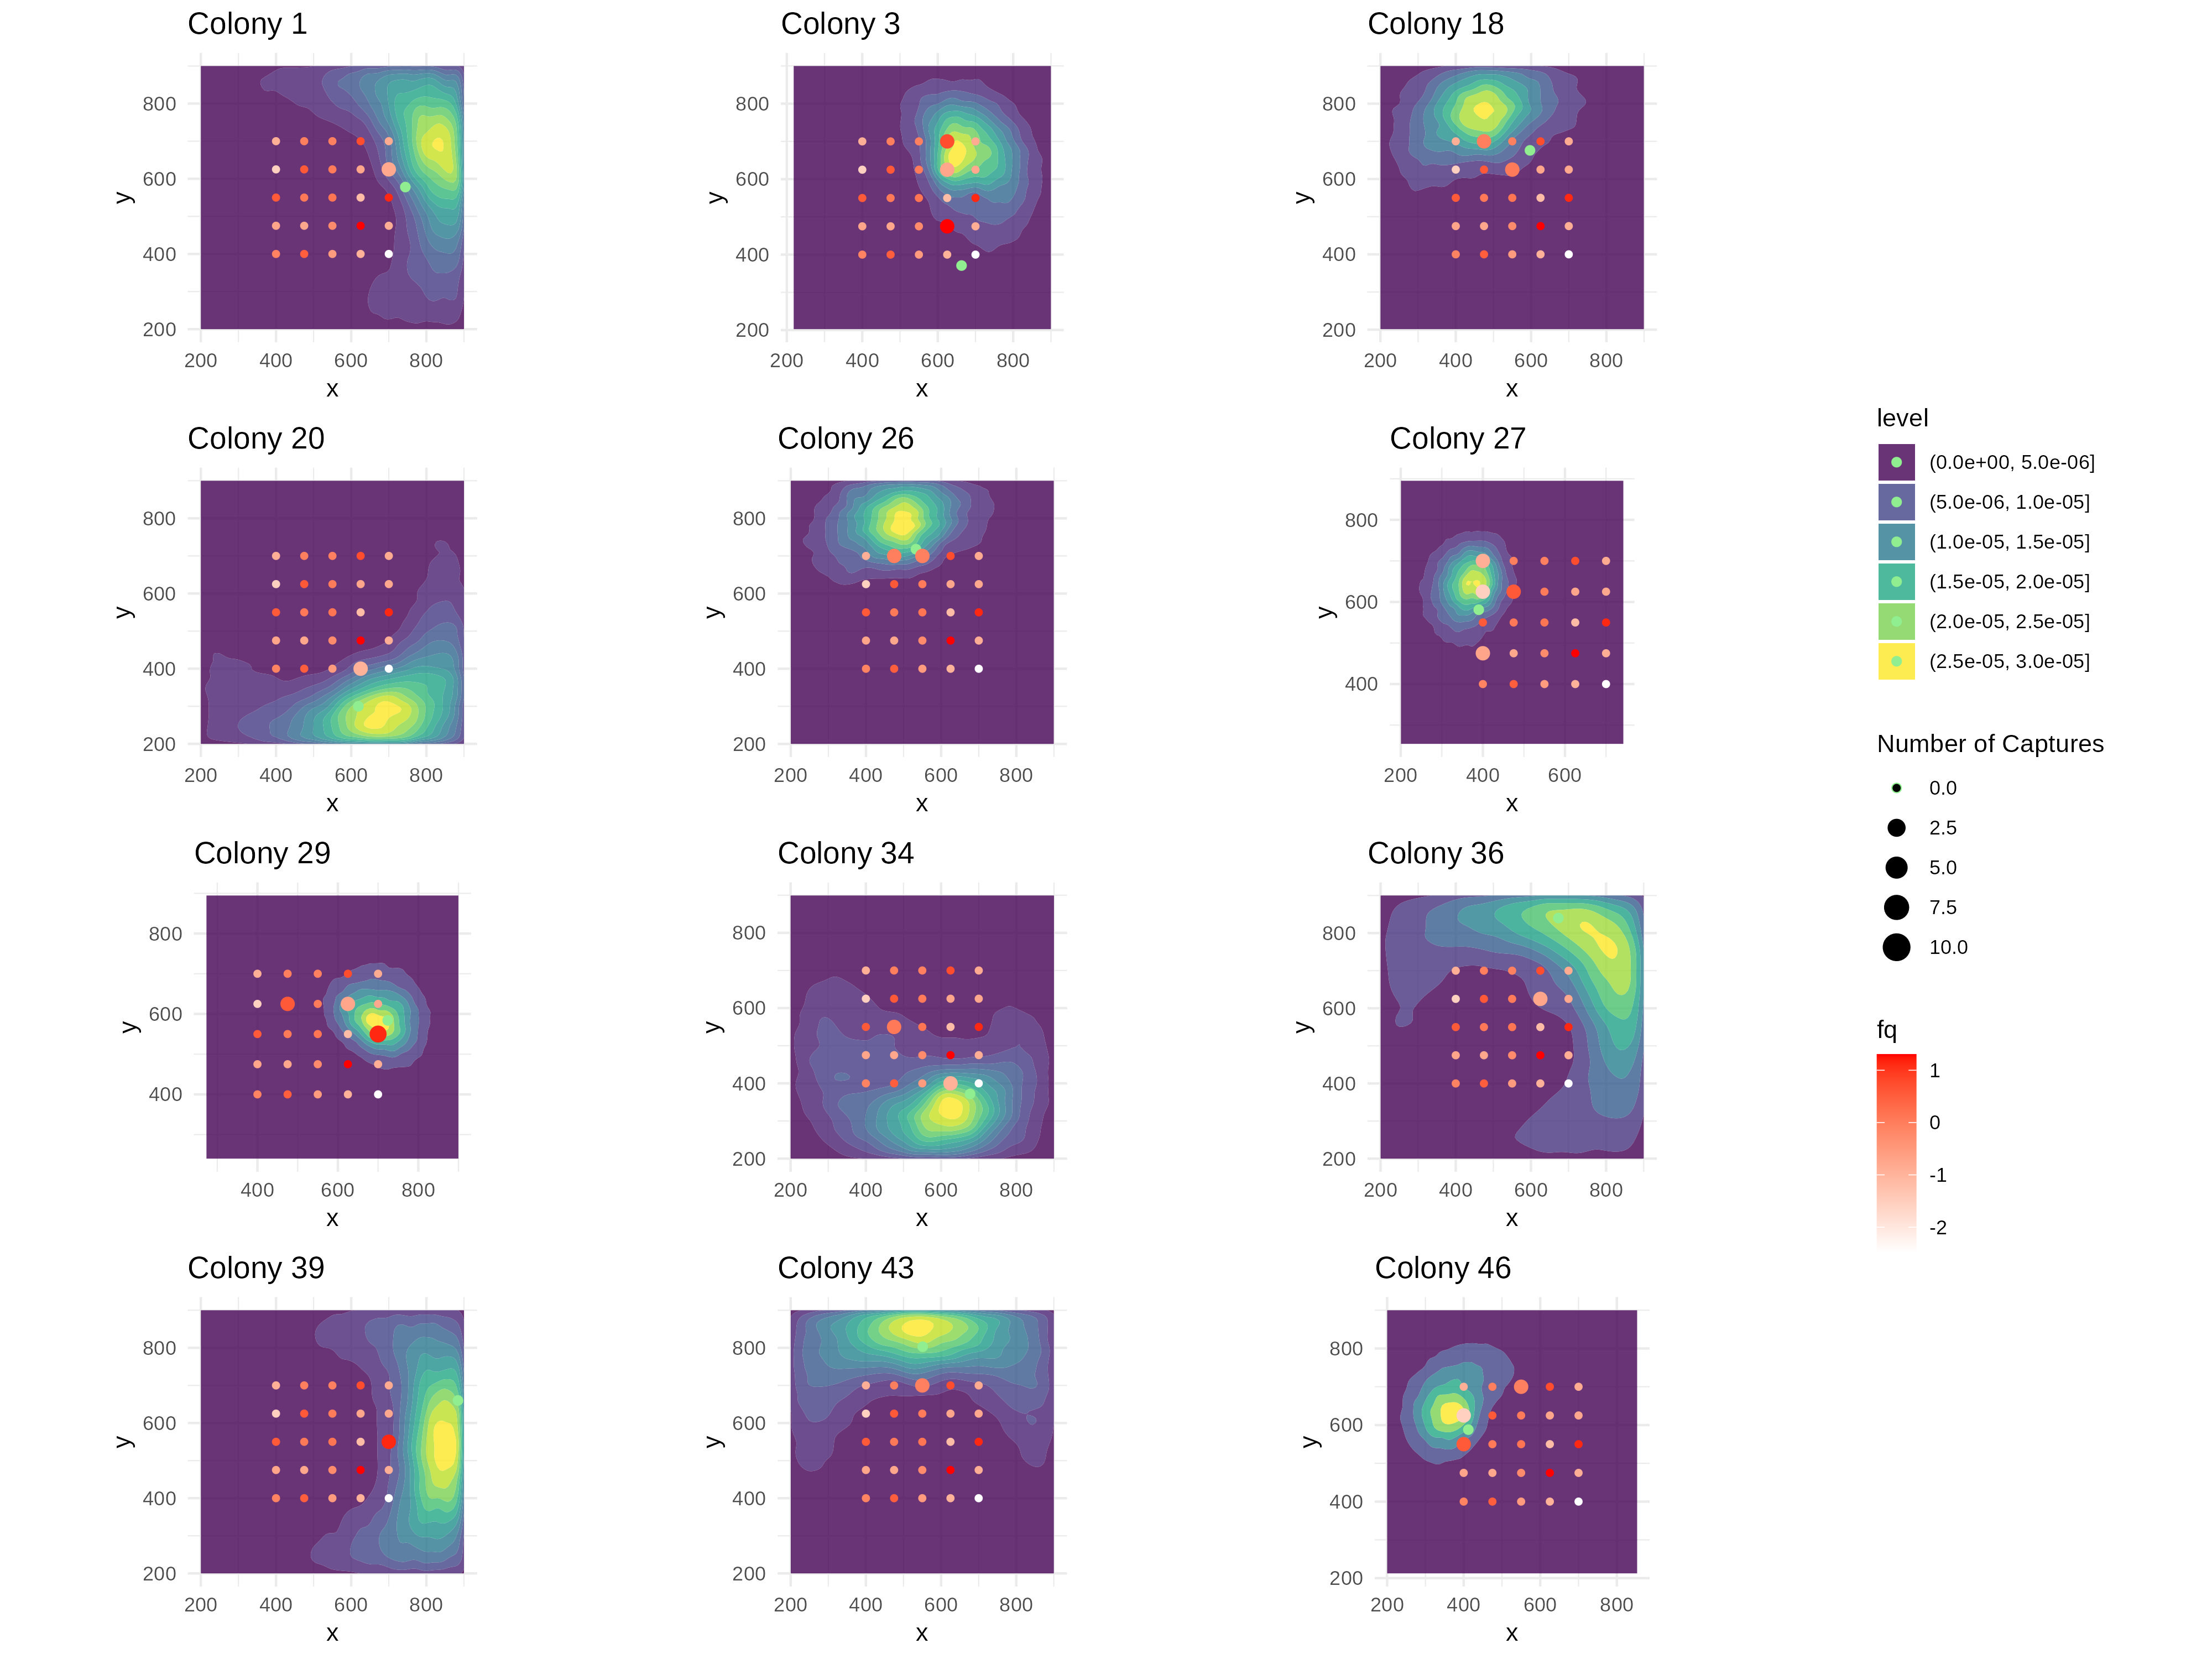 Colony 1
y
800
600
400
200
200 400 600 800
x
Colony 3
y
800
600
400
200
200 400 600 800
x
Colony 18
y
800
600
400
200
200 400 600 800
x
Colony 20
y
800
600
400
200
200 400 600 800
x
Colony 26
y
800
600
400
200
200 400 600 800
x
Colony 27
y
800
600
400
200 400 600
x
Colony 29
y
800
600
400
400 600 800
x
Colony 34
y
800
600
400
200
200 400 600 800
x
Colony 36
y
800
600
400
200
200 400 600 800
x
Colony 39
y
800
600
400
200
200 400 600 800
x
Colony 43
y
800
600
400
200
200 400 600 800
x
Colony 46
y
800
600
400
200
200 400 600 800
x
level
(0.0e+00, 5.0e-06]
(5.0e-06, 1.0e-05]
(1.0e-05, 1.5e-05]
(1.5e-05, 2.0e-05]
(2.0e-05, 2.5e-05]
(2.5e-05, 3.0e-05]
Number of Captures
0.0
2.5
5.0
7.5
10.0
fq
1
0
-1
-2